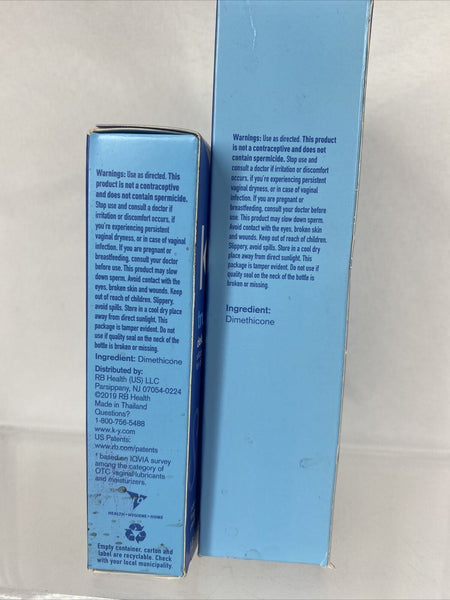 Warnings: Use as directed. This
product is not a contraceptive
and does not contain spermicide.
Stop use and consult a doctor if
irritation or discomfort occurs, if
you're experiencing persistent
vaginal dryness, or in case of vaginal
infection. If you are pregnant or
breastfeeding, consult your doctor
before use. This product may slow
down sperm. Avoid contact with the
eyes, broken skin and wounds. Keep
out of reach of children. Slippery,
avoid spills. Store in a cool dry place
away from direct sunlight. This
product is tamper evident. Do not use
if quality seal on the neck of the bottle
is broken or missing.
Ingredient: Dimethicone
Distributed by:
RB Health (US) LLC
Parsippany, NJ 07054-0224
©2019 RB Health
Made in Thailand
Questions?
1-800-756-5488
www.k-y.com
US Patents:
www.rb.com/patents
† based on IQVIA survey
among the category of
OTC vaginal lubricants
and moisturizers.
HEALTH • HYGIENE • HOME
Empty container, carton and
label are recyclable. Check
with your local municipality.
Warnings: Use as directed. This product
is not a contraceptive and does not
contain spermicide. Stop use and
consult a doctor if irritation or discomfort
occurs, if you're experiencing persistent
vaginal dryness, or in case of vaginal
infection. If you are pregnant or
breastfeeding, consult your doctor before
use. This product may slow down sperm.
Avoid contact with the eyes, broken skin
and wounds. Keep out of reach of children.
Slippery, avoid spills. Store in a cool dry
place away from direct sunlight. This
package is tamper evident. Do not use if
quality seal on the neck of the bottle is
broken or missing.
Ingredient:
Dimethicone